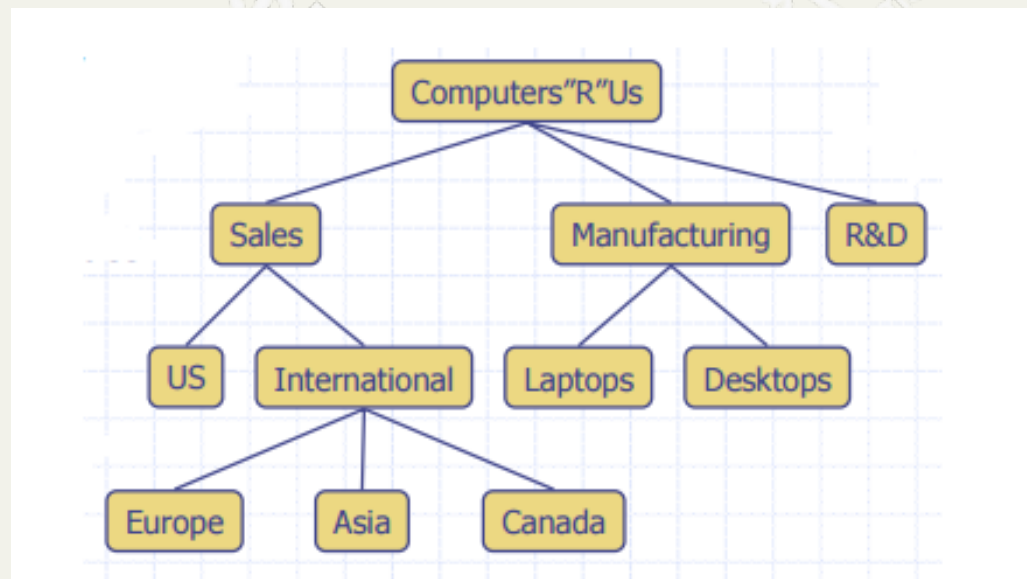 Computers”R”Us
Sales Manufacturing R&D
US International Laptops Desktops
Europe Asia Canada